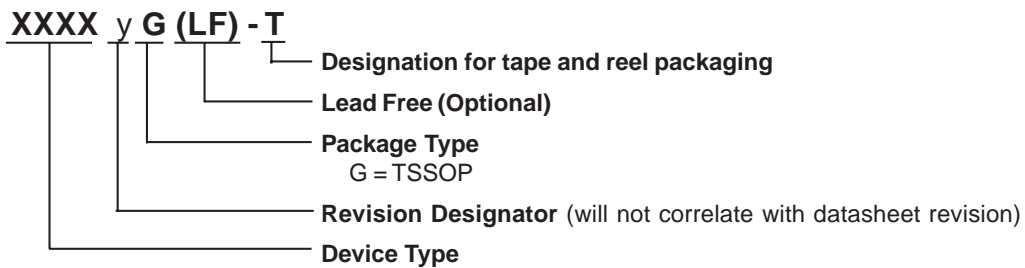 XXXX y G (LF) - T
Designation for tape and reel packaging
Lead Free (Optional)
Package Type
G = TSSOP
Revision Designator (will not correlate with datasheet revision)
Device Type